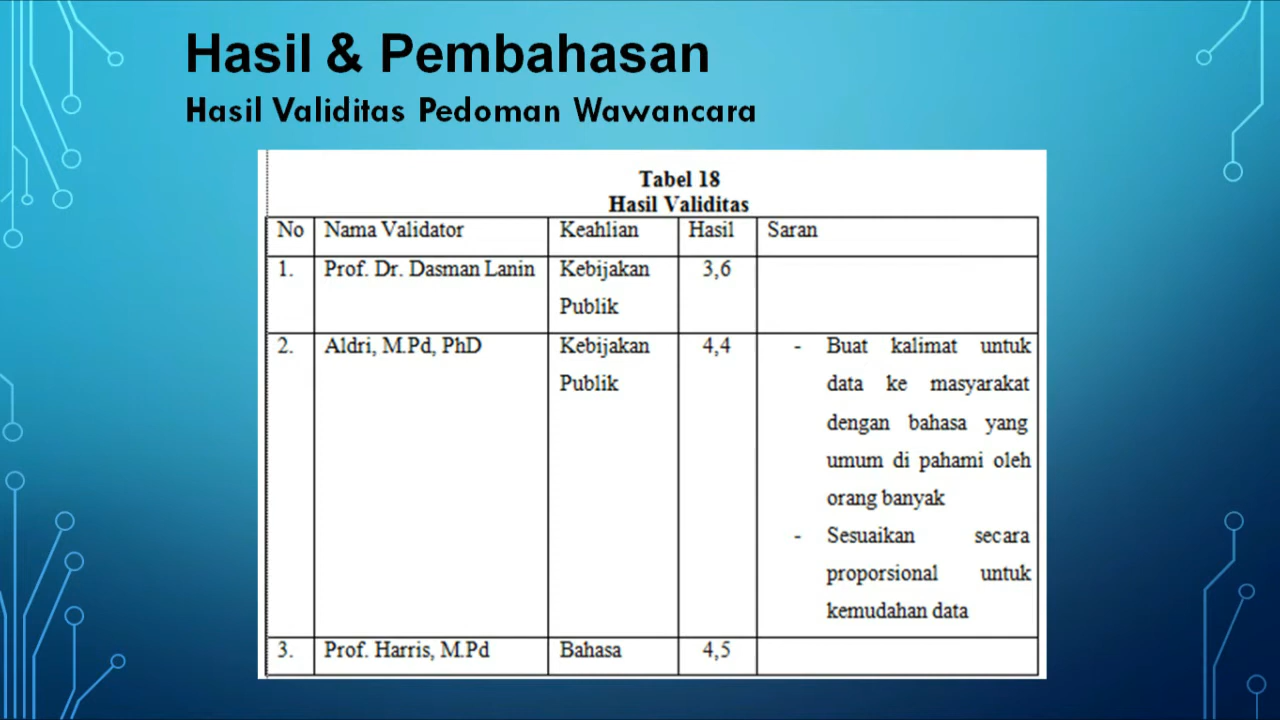 Hasil & Pembahasan
Hasil Validitas Pedoman Wawancara
Tabel 18
Hasil Validitas
No Nama Validator Keahlian Hasil Saran
1. Prof. Dr. Dasman Lanin Kebijakan Publik 3,6
2. Aldri, M.Pd, PhD Kebijakan Publik 4,4
- Buat kalimat untuk
data ke masyarakat
dengan bahasa yang
umum di pahami oleh
orang banyak
- Sesuaikan secara
proporsional untuk
kemudahan data
3. Prof. Harris, M.Pd Bahasa 4,5